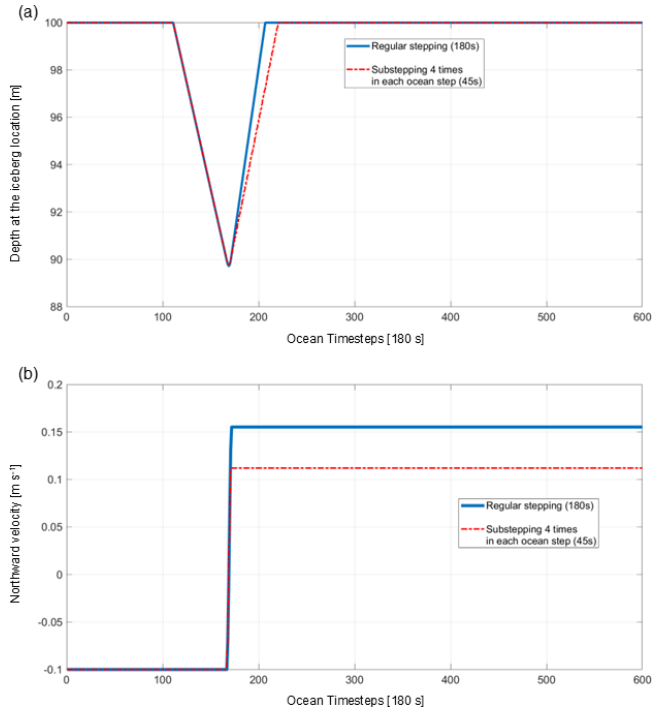 (a)
100
98
96
94
92
90
88
Depth at the iceberg location [m]
Regular stepping (180s)
Substepping 4 times
in each ocean step (45s)
0
100
200
300
400
500
600
Ocean Timesteps [180 s]
(b)
0.2
0.15
0.1
0.05
0
-0.05
-0.1
Northward velocity [m s⁻¹]
Regular stepping (180s)
Substepping 4 times
in each ocean step (45s)
0
100
200
300
400
500
600
Ocean Timesteps [180 s]